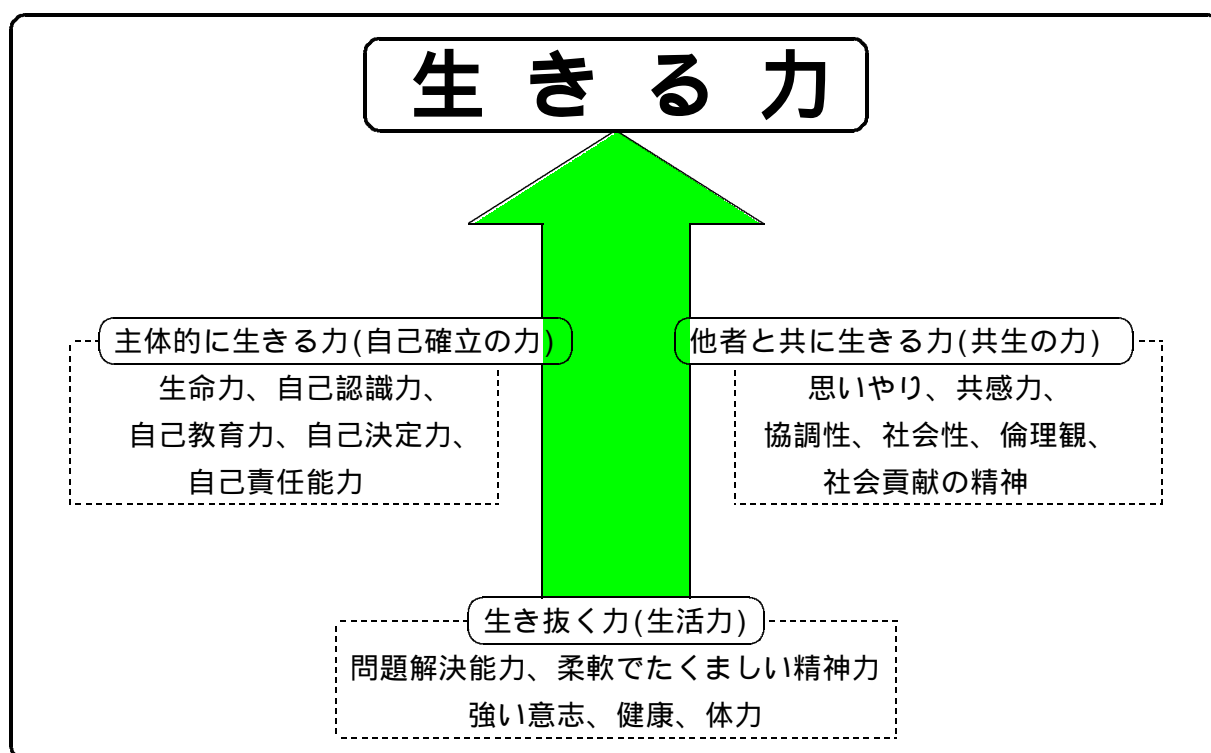 生きる力
主体的に生きる力(自己確立の力)
生命力、自己認識力、
自己教育力、自己決定力、
自己責任能力
他者と共に生きる力(共生の力)
思いやり、共感力、
協調性、社会性、倫理観、
社会貢献の精神
生き抜く力(生活力)
問題解決能力、柔軟でたくましい精神力
強い意志、健康、体力